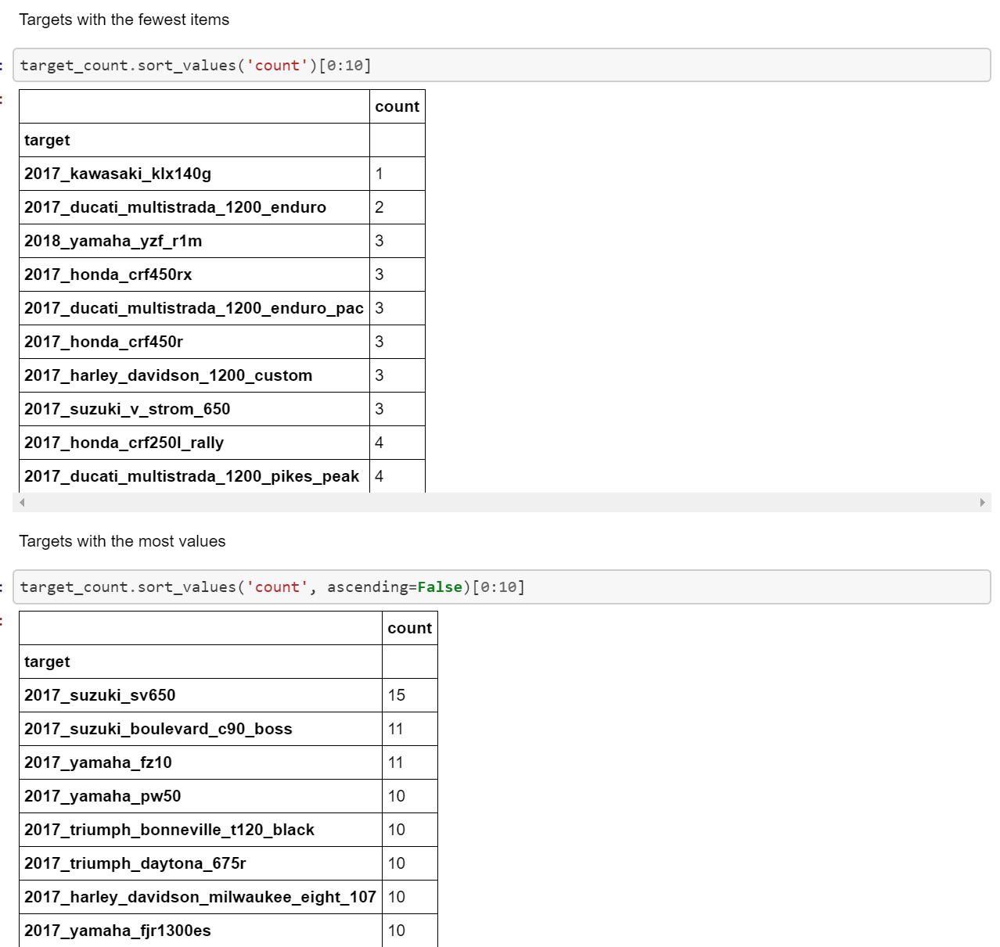 Targets with the fewest items
: target_count.sort_values('count')[0:10]
: count
target
2017_kawasaki_klx140g 1
2017_ducati_multistrada_1200_enduro 2
2018_yamaha_yzf_r1m 3
2017_honda_crf450rx 3
2017_ducati_multistrada_1200_enduro_pac 3
2017_honda_crf450r 3
2017_harley_davidson_1200_custom 3
2017_suzuki_v_strom_650 3
2017_honda_crf250l_rally 4
2017_ducati_multistrada_1200_pikes_peak 4
Targets with the most values
: target_count.sort_values('count', ascending=False)[0:10]
: count
target
2017_suzuki_sv650 15
2017_suzuki_boulevard_c90_boss 11
2017_yamaha_fz10 11
2017_yamaha_pw50 10
2017_triumph_bonneville_t120_black 10
2017_triumph_daytona_675r 10
2017_harley_davidson_milwaukee_eight_107 10
2017_yamaha_fjr1300es 10